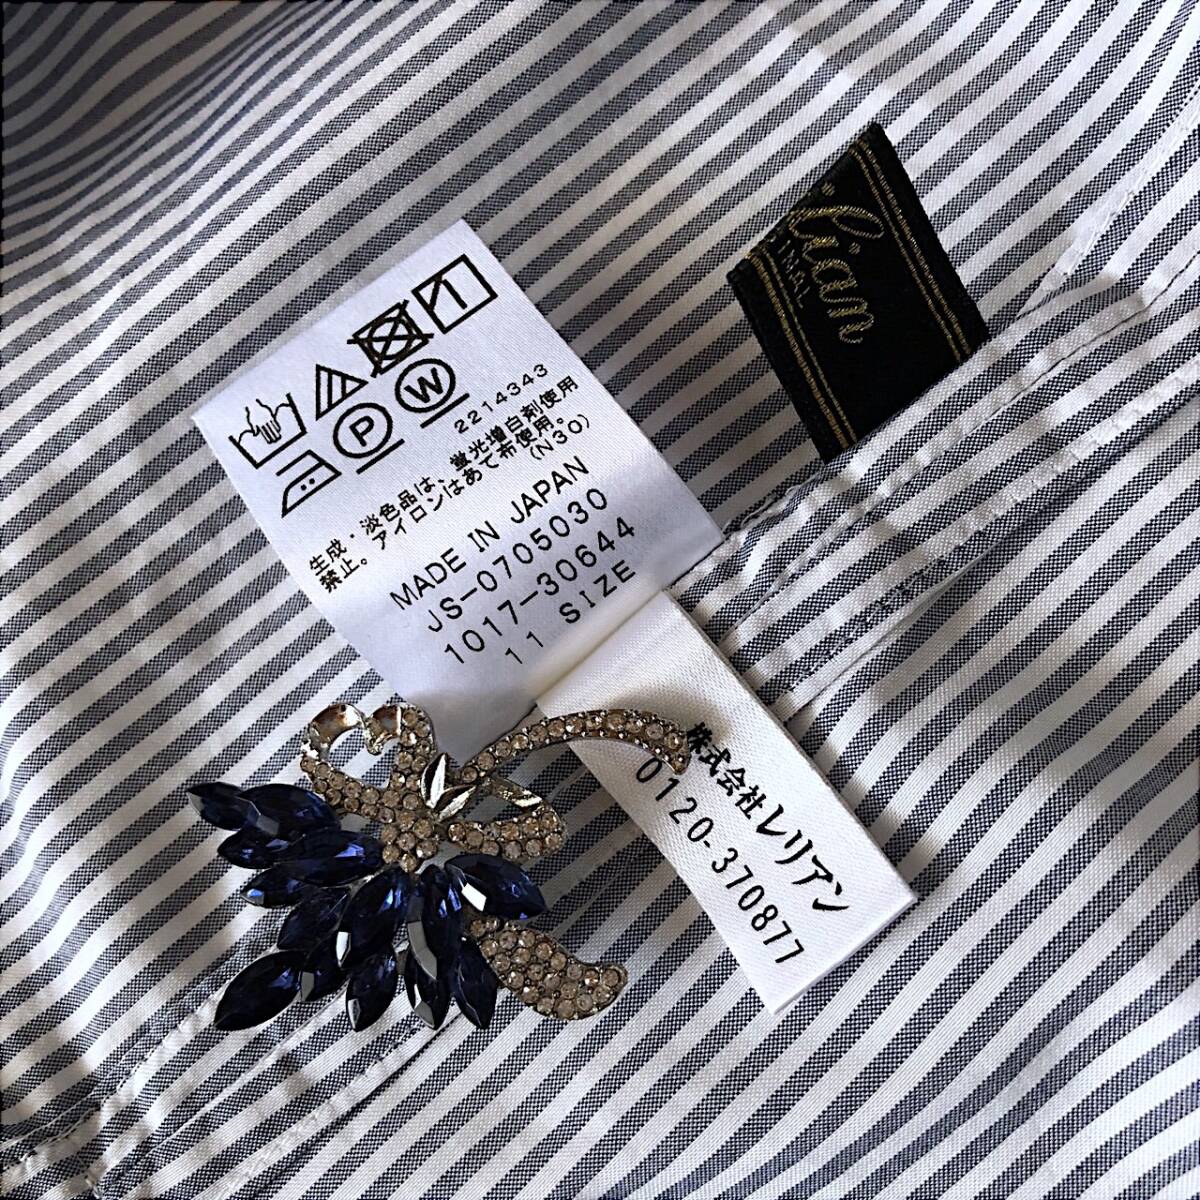 P W
2214343
生成・淡色品は、蛍光増白剤使用
禁止。アイロンはあて布使用。
(N30)
MADE IN JAPAN
JS-0705030
1017-30644
11 SIZE
株式会社レリアン
0120-370877
lian